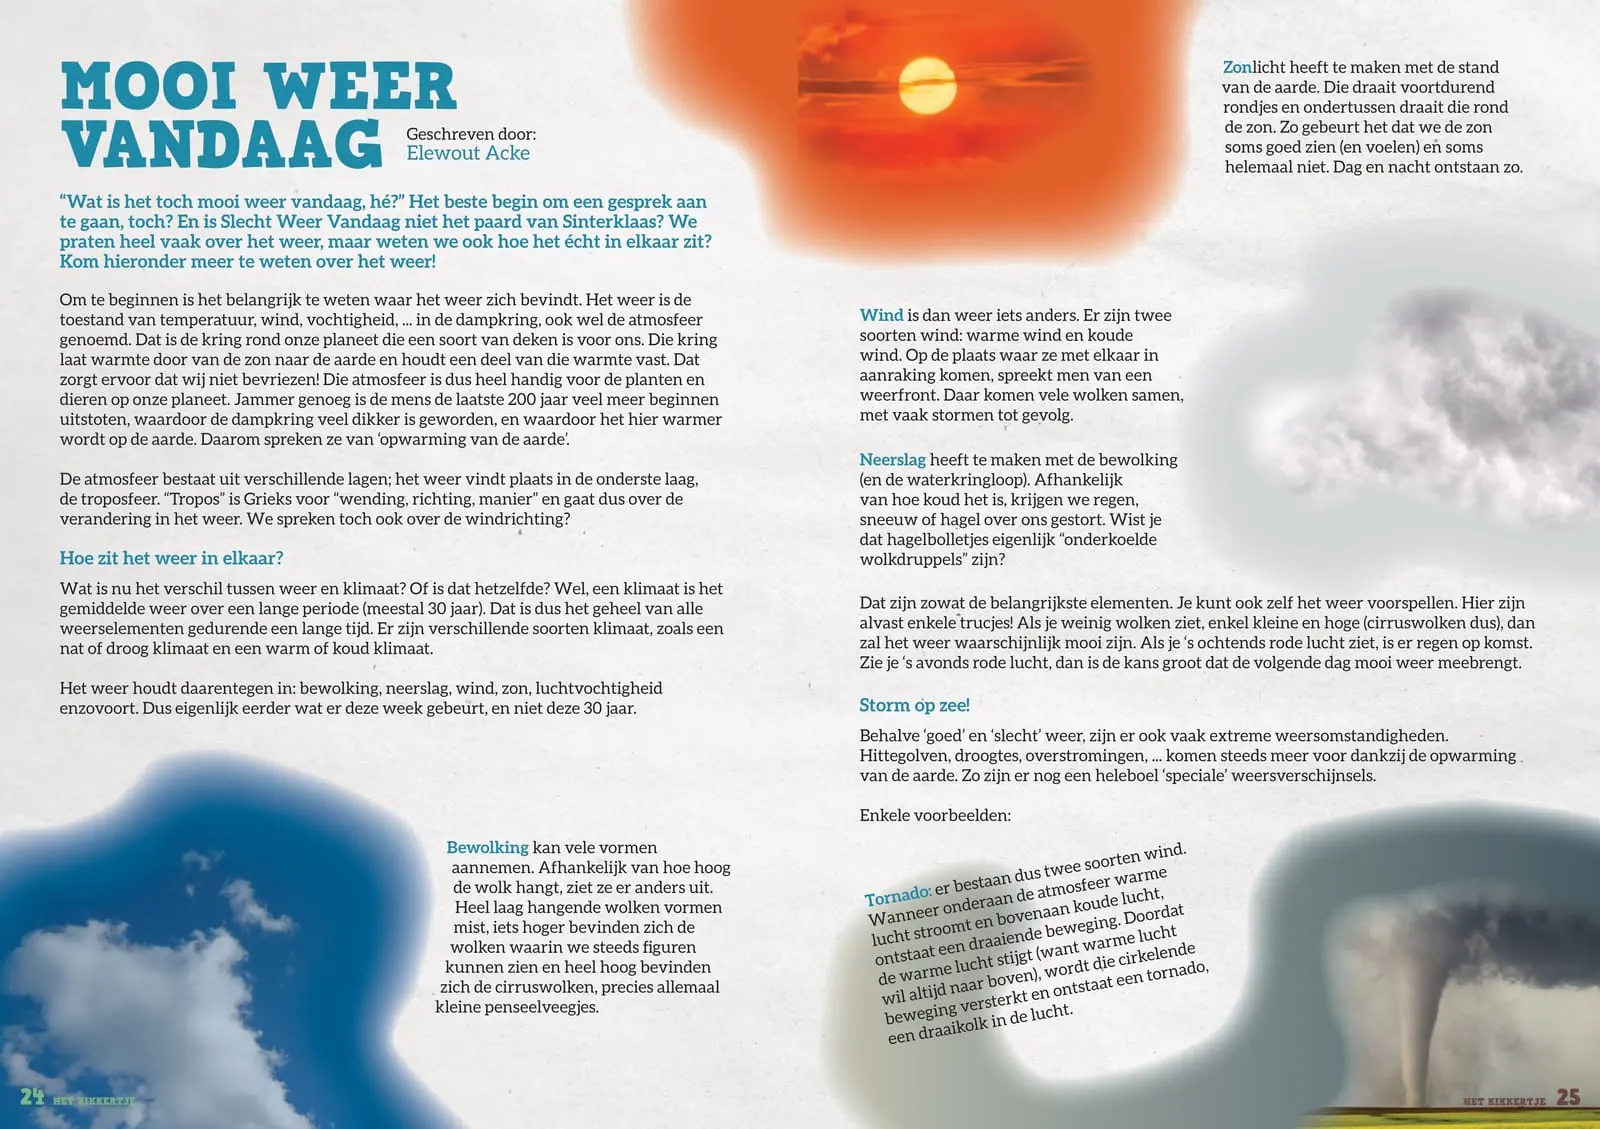 MOOI WEER
VANDAAG
Geschreven door:
Elewout Acke
“Wat is het toch mooi weer vandaag, hé?” Het beste begin om een gesprek aan
te gaan, toch? En is Slecht Weer Vandaag niet het paard van Sinterklaas? We
praten heel vaak over het weer, maar weten we ook hoe het écht in elkaar zit?
Kom hieronder meer te weten over het weer!
Om te beginnen is het belangrijk te weten waar het weer zich bevindt. Het weer is de
toestand van temperatuur, wind, vochtigheid, ... in de dampkring, ook wel de atmosfeer
genoemd. Dat is de kring rond onze planeet die een soort van deken is voor ons. Die kring
laat warmte door van de zon naar de aarde en houdt een deel van die warmte vast. Dat
zorgt ervoor dat wij niet bevriezen! Die atmosfeer is dus heel handig voor de planten en
dieren op onze planeet. Jammer genoeg is de mens de laatste 200 jaar veel meer beginnen
uitstoten, waardoor de dampkring veel dikker is geworden, en waardoor het hier warmer
wordt op de aarde. Daarom spreken ze van ‘opwarming van de aarde’.
De atmosfeer bestaat uit verschillende lagen; het weer vindt plaats in de onderste laag,
de troposfeer. “Tropos” is Grieks voor “wending, richting, manier” en gaat dus over de
verandering in het weer. We spreken toch ook over de windrichting?
Hoe zit het weer in elkaar?
Wat is nu het verschil tussen weer en klimaat? Of is dat hetzelfde? Wel, een klimaat is het
gemiddelde weer over een lange periode (meestal 30 jaar). Dat is dus het geheel van alle
weerselementen gedurende een lange tijd. Er zijn verschillende soorten klimaat, zoals een
nat of droog klimaat en een warm of koud klimaat.
Het weer houdt daarentegen in: bewolking, neerslag, wind, zon, luchtvochtigheid
enzovoort. Dus eigenlijk eerder wat er deze week gebeurt, en niet deze 30 jaar.
Bewolking kan vele vormen
aannemen. Afhankelijk van hoe hoog
de wolk hangt, ziet ze er anders uit.
Heel laag hangende wolken vormen
mist, iets hoger bevinden zich de
wolken waarin we steeds figuren
kunnen zien en heel hoog bevinden
zich de cirruswolken, precies allemaal
kleine penseelveegjes.
24 HET KIKKERTJE
Zonlicht heeft te maken met de stand
van de aarde. Die draait voortdurend
rondjes en ondertussen draait die rond
de zon. Zo gebeurt het dat we de zon
soms goed zien (en voelen) en soms
helemaal niet. Dag en nacht ontstaan zo.
Wind is dan weer iets anders. Er zijn twee
soorten wind: warme wind en koude
wind. Op de plaats waar ze met elkaar in
aanraking komen, spreekt men van een
weerfront. Daar komen vele wolken samen,
met vaak stormen tot gevolg.
Neerslag heeft te maken met de bewolking
(en de waterkringloop). Afhankelijk
van hoe koud het is, krijgen we regen,
sneeuw of hagel over ons gestort. Wist je
dat hagelbolletjes eigenlijk “onderkoelde
wolkdruppels” zijn?
Dat zijn zowat de belangrijkste elementen. Je kunt ook zelf het weer voorspellen. Hier zijn
alvast enkele trucjes! Als je weinig wolken ziet, enkel kleine en hoge (cirruswolken dus), dan
zal het weer waarschijnlijk mooi zijn. Als je ‘s ochtends rode lucht ziet, is er regen op komst.
Zie je ‘s avonds rode lucht, dan is de kans groot dat de volgende dag mooi weer meebrengt.
Storm op zee!
Behalve ‘goed’ en ‘slecht’ weer, zijn er ook vaak extreme weersomstandigheden.
Hittegolven, droogtes, overstromingen, ... komen steeds meer voor dankzij de opwarming
van de aarde. Zo zijn er nog een heleboel ‘speciale’ weersverschijnsels.
Enkele voorbeelden:
Tornado: er bestaan dus twee soorten wind.
Wanneer onderaan de atmosfeer warme
lucht stroomt en bovenaan koude lucht,
ontstaat een draaiende beweging. Doordat
de warme lucht stijgt (want warme lucht
wil altijd naar boven), wordt die cirkelende
beweging versterkt en ontstaat een tornado,
een draaikolk in de lucht.
HET KIKKERTJE 25